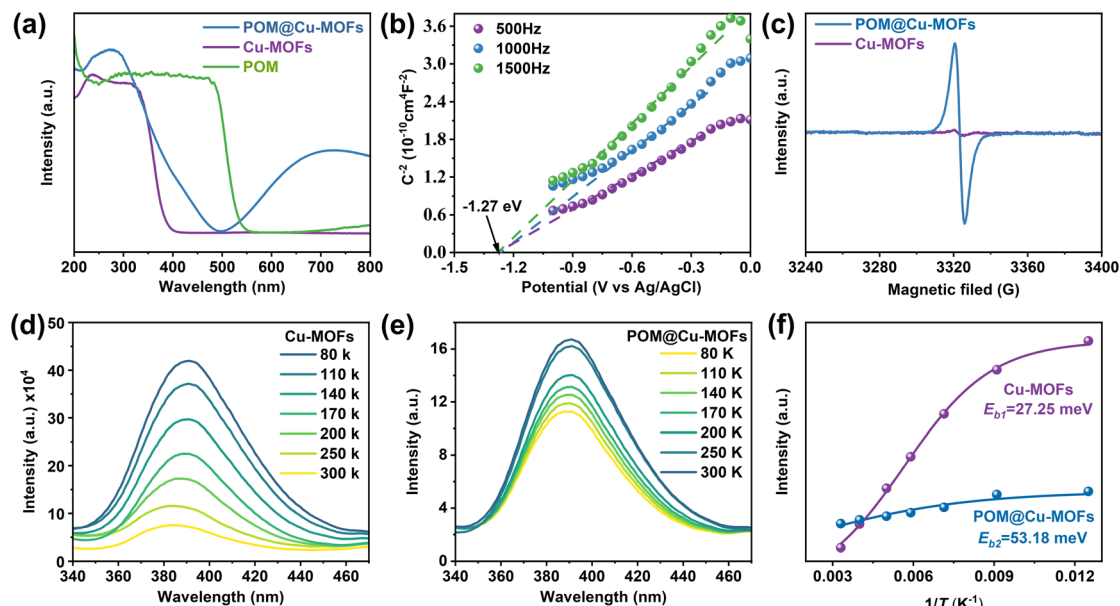 (a)
POM@Cu-MOFs
Cu-MOFs
POM
Intensity (a.u.)
200 300 400 500 600 700 800
Wavelength (nm)
(b)
500Hz
1000Hz
1500Hz
C⁻² (10⁻¹⁰cm⁴F⁻²)
3.6
3.0
2.4
1.8
1.2
0.6
0.0
-1.27 eV
-1.5 -1.2 -0.9 -0.6 -0.3 0.0
Potential (V vs Ag/AgCl)
(c)
POM@Cu-MOFs
Cu-MOFs
Intensity (a.u.)
3240 3280 3320 3360 3400
Magnetic filed (G)
(d)
Cu-MOFs
80 k
110 k
140 k
170 k
200 k
250 k
300 k
Intensity (a.u.) x10⁴
50
40
30
20
10
0
340 360 380 400 420 440 460
Wavelength (nm)
(e)
POM@Cu-MOFs
80 K
110 K
140 K
170 K
200 K
250 K
300 K
Intensity (a.u.)
16
12
8
4
0
340 360 380 400 420 440 460
Wavelength (nm)
(f)
Cu-MOFs
E_b1=27.25 meV
POM@Cu-MOFs
E_b2=53.18 meV
Intensity (a.u.)
0.003 0.006 0.009 0.012
1/T (K⁻¹)